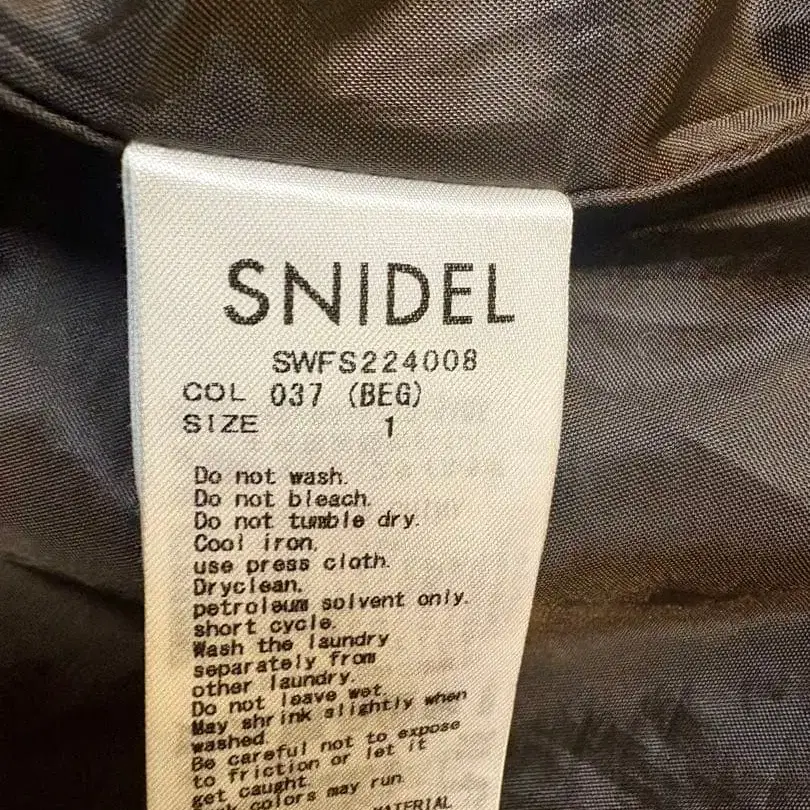 SNIDEL
SWFS224008
COL 037 (BEG)
SIZE 1
Do not wash.
Do not bleach.
Do not tumble dry.
Cool iron.
use press cloth.
Dryclean.
petroleum solvent only.
short cycle.
Wash the laundry
separately from
other laundry.
Do not leave wet.
May shrink slightly when
washed.
Be careful not to expose
to friction or let it
get caught.
colors may run.
MATERIAL